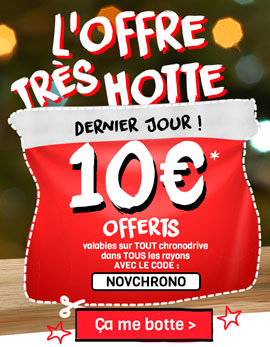 L'OFFRE
TRÈS HOTTE
DERNIER JOUR !
10€*
OFFERTS
valables sur TOUT chronodrive
dans TOUS les rayons
AVEC LE CODE :
NOVCHRONO
Ça me botte >